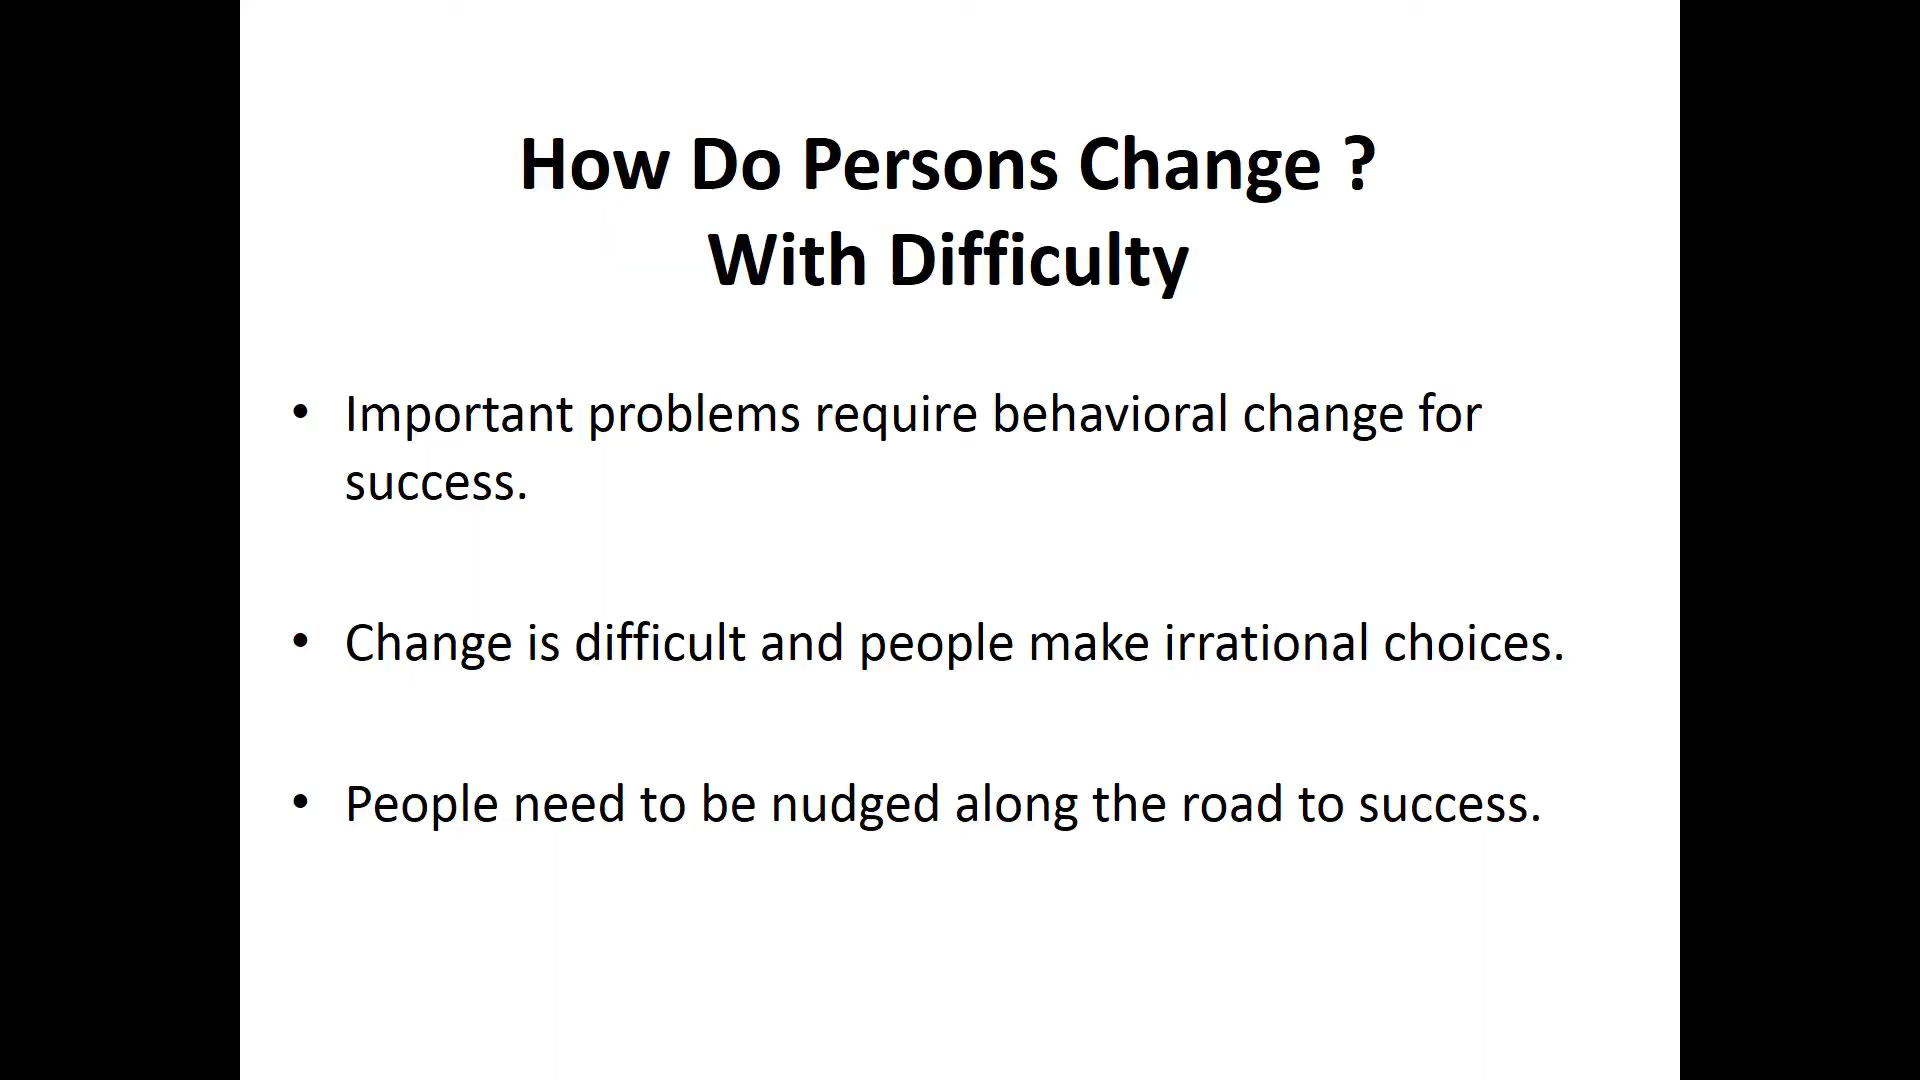 How Do Persons Change ?
With Difficulty
• Important problems require behavioral change for
success.
• Change is difficult and people make irrational choices.
• People need to be nudged along the road to success.